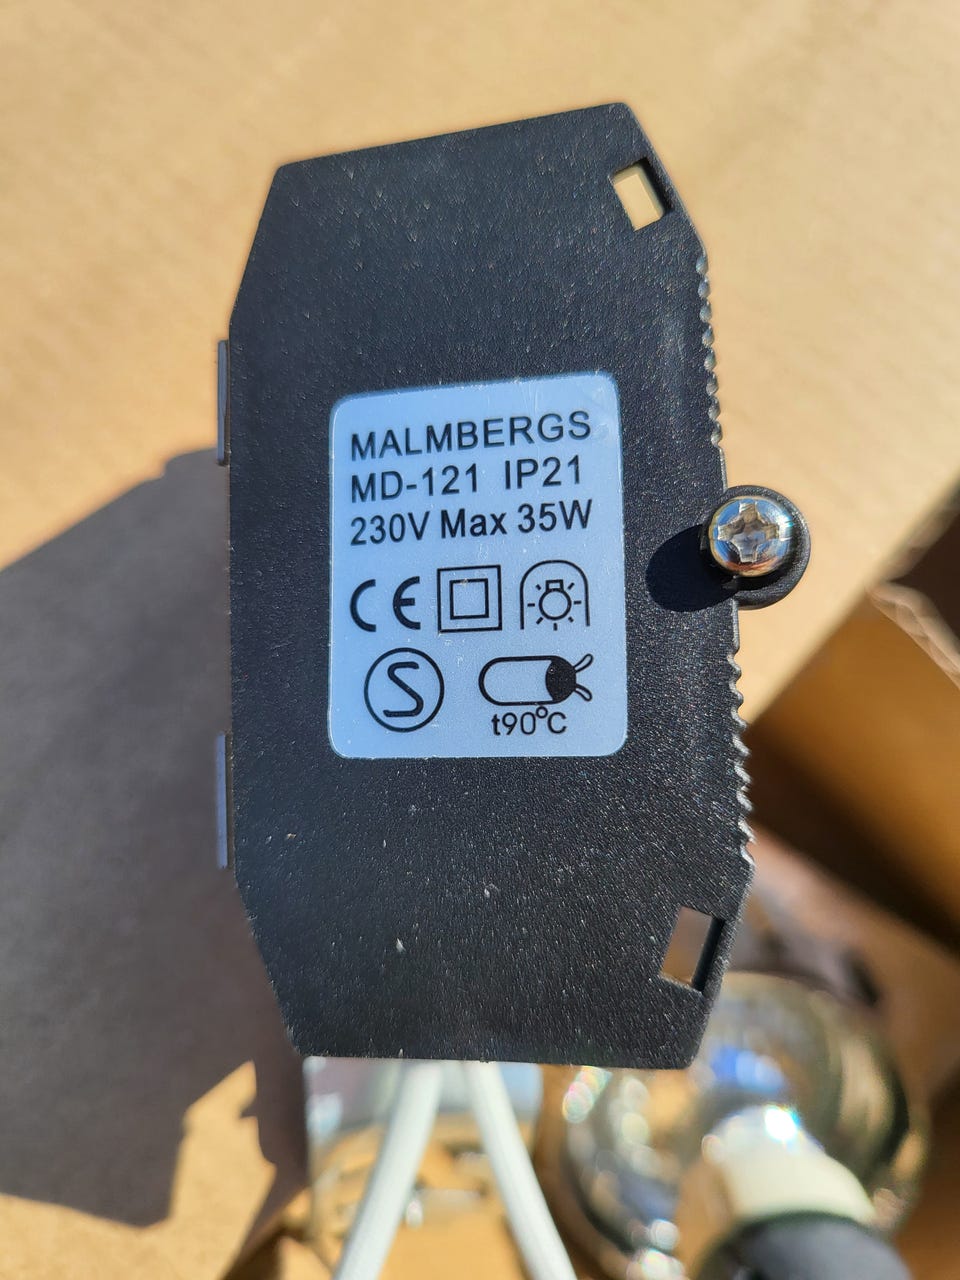 MALMBERGS
MD-121 IP21
230V Max 35W
CE
S
t90°C